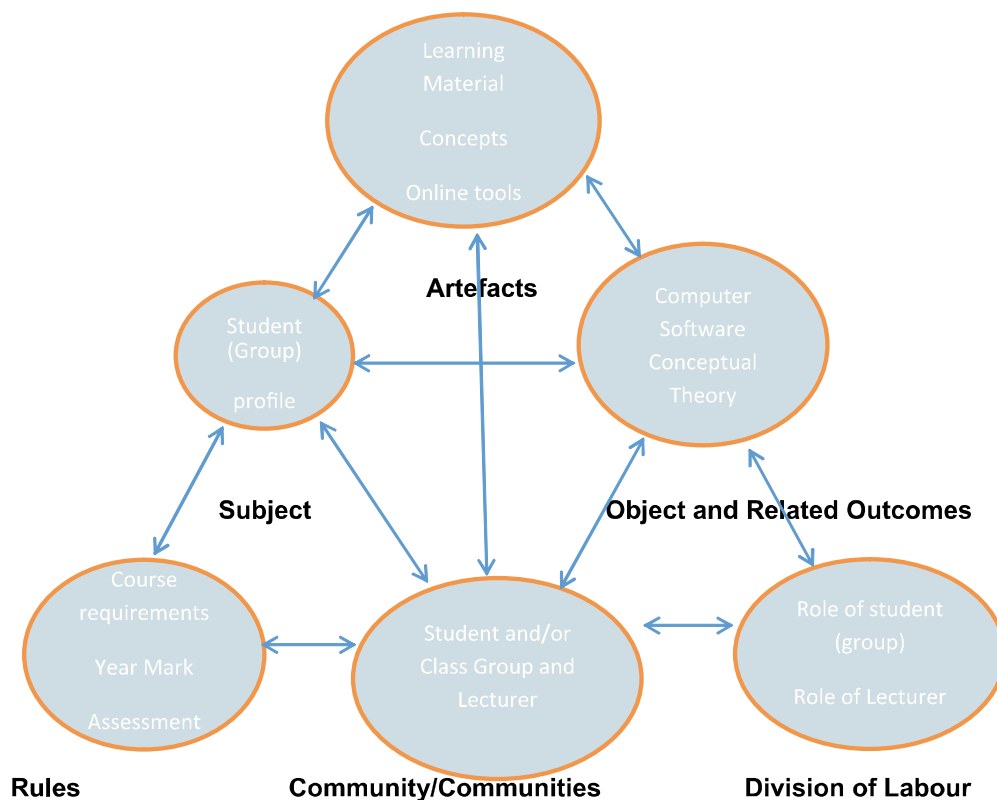 Learning
Material
Concepts
Online tools
Artefacts
Student
(Group)
profile
Computer
Software
Conceptual
Theory
Subject
Object and Related Outcomes
Course
requirements
Year Mark
Assessment
Student and/or
Class Group and
Lecturer
Role of student
(group)
Role of Lecturer
Rules
Community/Communities
Division of Labour